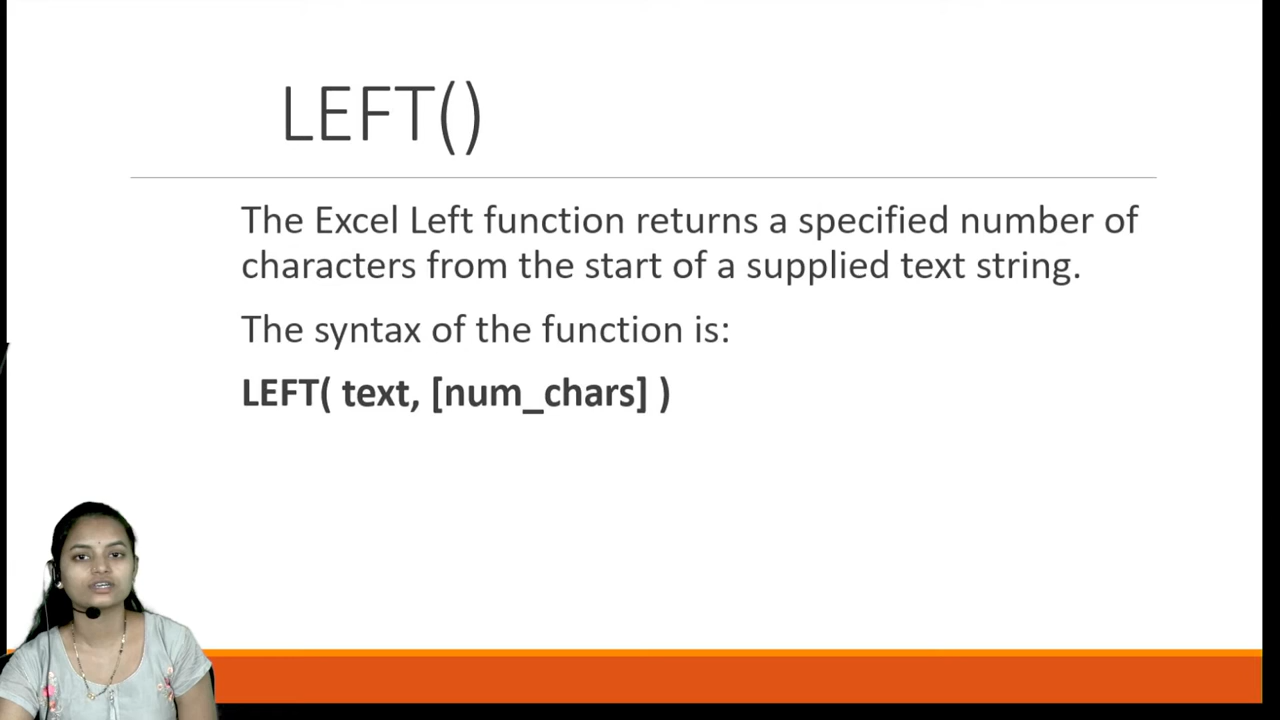 LEFT()
The Excel Left function returns a specified number of
characters from the start of a supplied text string.
The syntax of the function is:
LEFT( text, [num_chars] )